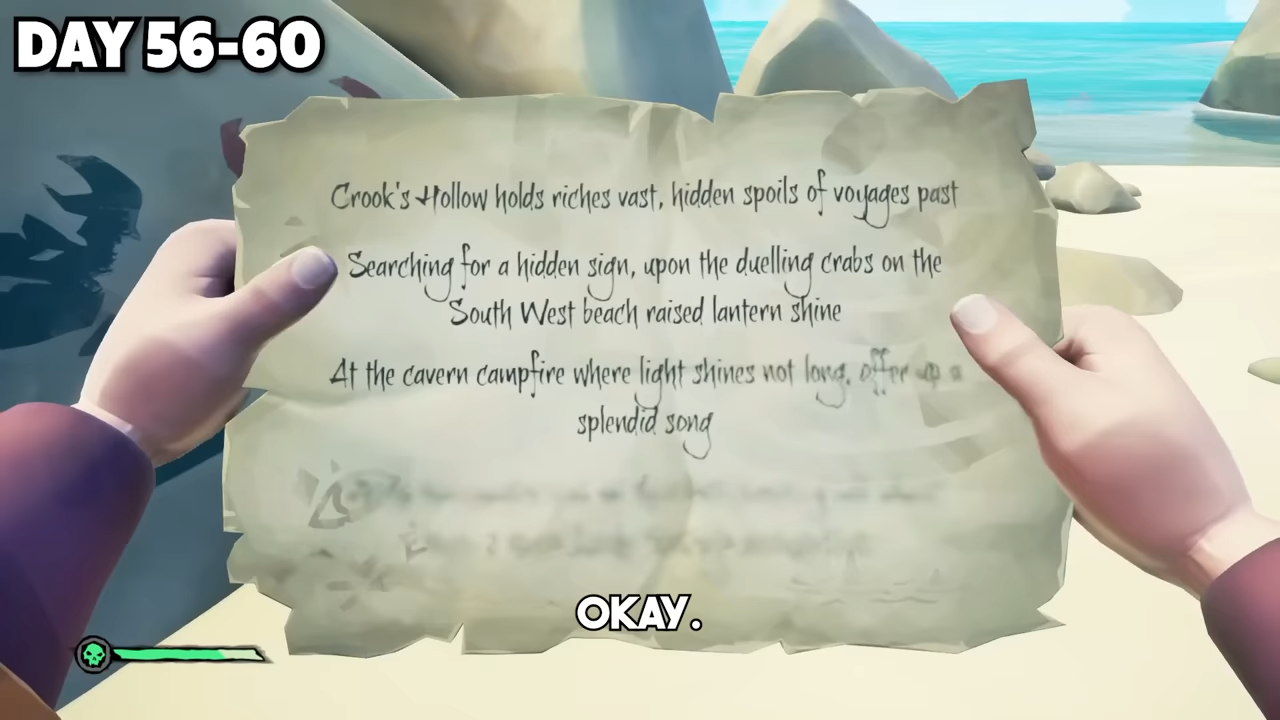 DAY 56-60
Crook's Hollow holds riches vast, hidden spoils of voyages past
Searching for a hidden sign, upon the duelling crabs on the
South West beach raised lantern shine
At the cavern campfire where light shines not long, offer up a
splendid song
OKAY.